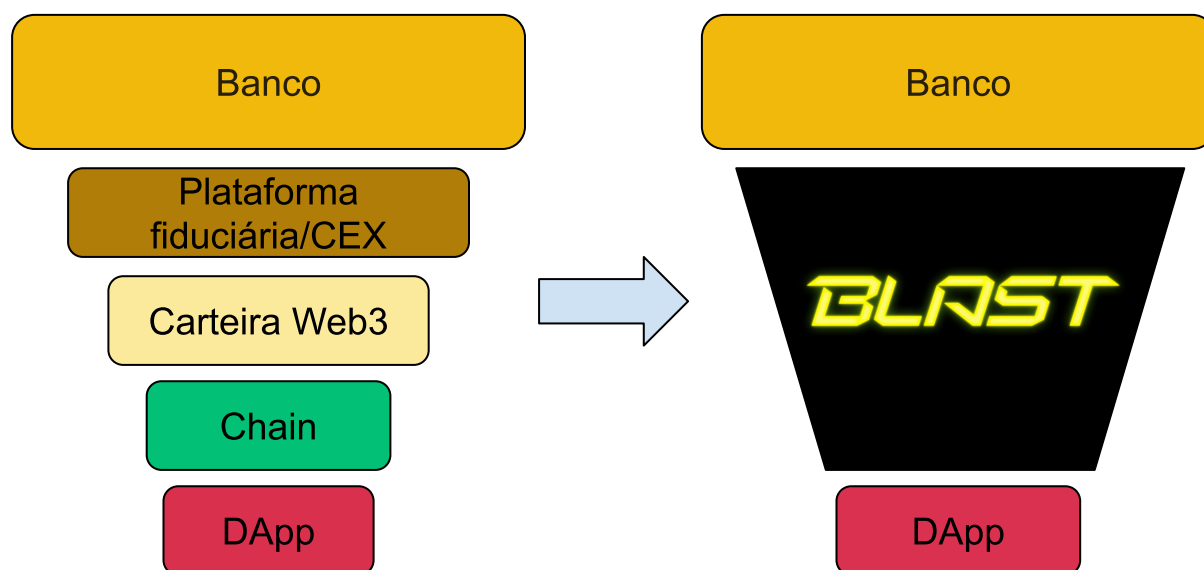 Banco
Plataforma
fiduciária/CEX
Carteira Web3
Chain
DApp
Banco
BLAST
DApp